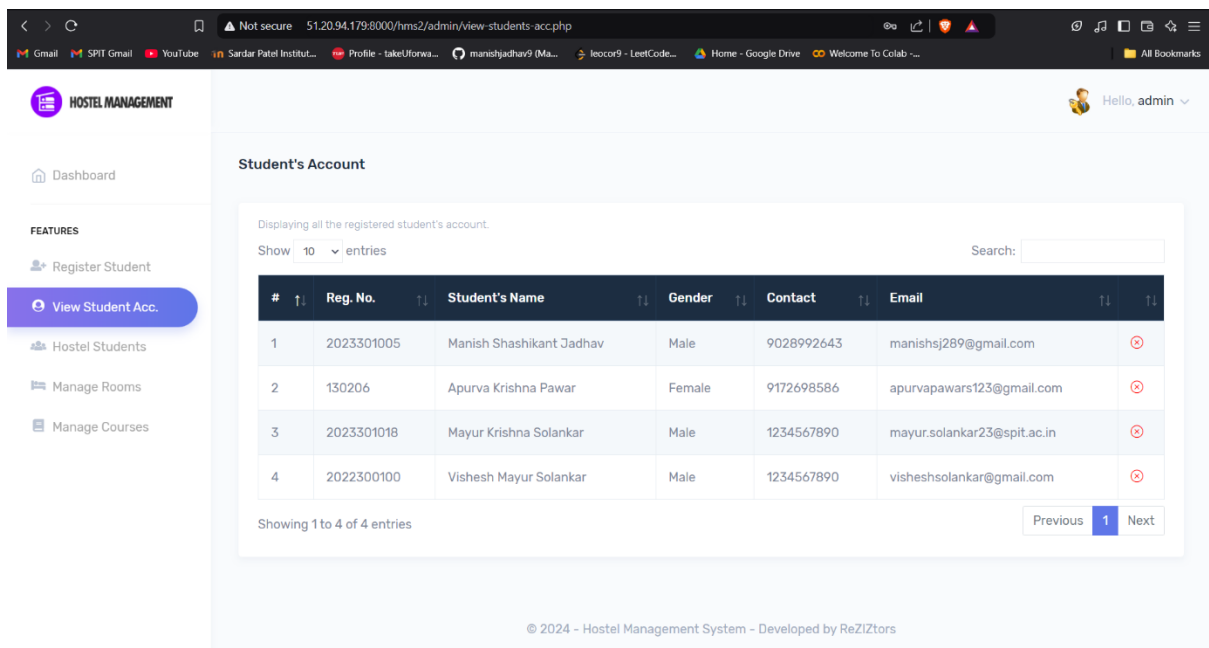 Not secure 51.20.94.179:8000/hms2/admin/view-students-acc.php
Gmail SPIT Gmail YouTube Sardar Patel Institut... Profile - takeUforwa... manishjadhav9 (Ma... leocor9 - LeetCode... Home - Google Drive Welcome To Colab -... All Bookmarks
HOSTEL MANAGEMENT
Hello, admin
Dashboard
FEATURES
Register Student
View Student Acc.
Hostel Students
Manage Rooms
Manage Courses
Student's Account
Displaying all the registered student's account.
Show 10 entries Search:
# Reg. No. Student's Name Gender Contact Email
1 2023301005 Manish Shashikant Jadhav Male 9028992643 manishsj289@gmail.com
2 130206 Apurva Krishna Pawar Female 9172698586 apurvapawars123@gmail.com
3 2023301018 Mayur Krishna Solankar Male 1234567890 mayur.solankar23@spit.ac.in
4 2022300100 Vishesh Mayur Solankar Male 1234567890 visheshsolankar@gmail.com
Showing 1 to 4 of 4 entries Previous 1 Next
© 2024 - Hostel Management System - Developed by ReZIZtors